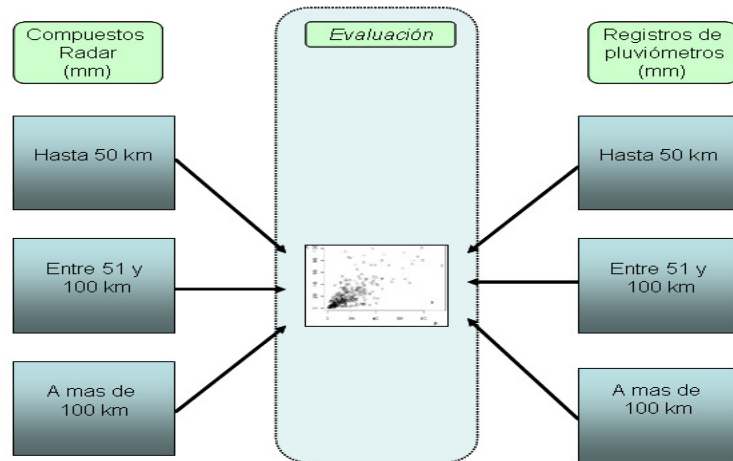 Compuestos
Radar
(mm)
Evaluación
Registros de
pluviómetros
(mm)
Hasta 50 km
Hasta 50 km
Entre 51 y
100 km
Entre 51 y
100 km
A mas de
100 km
A mas de
100 km